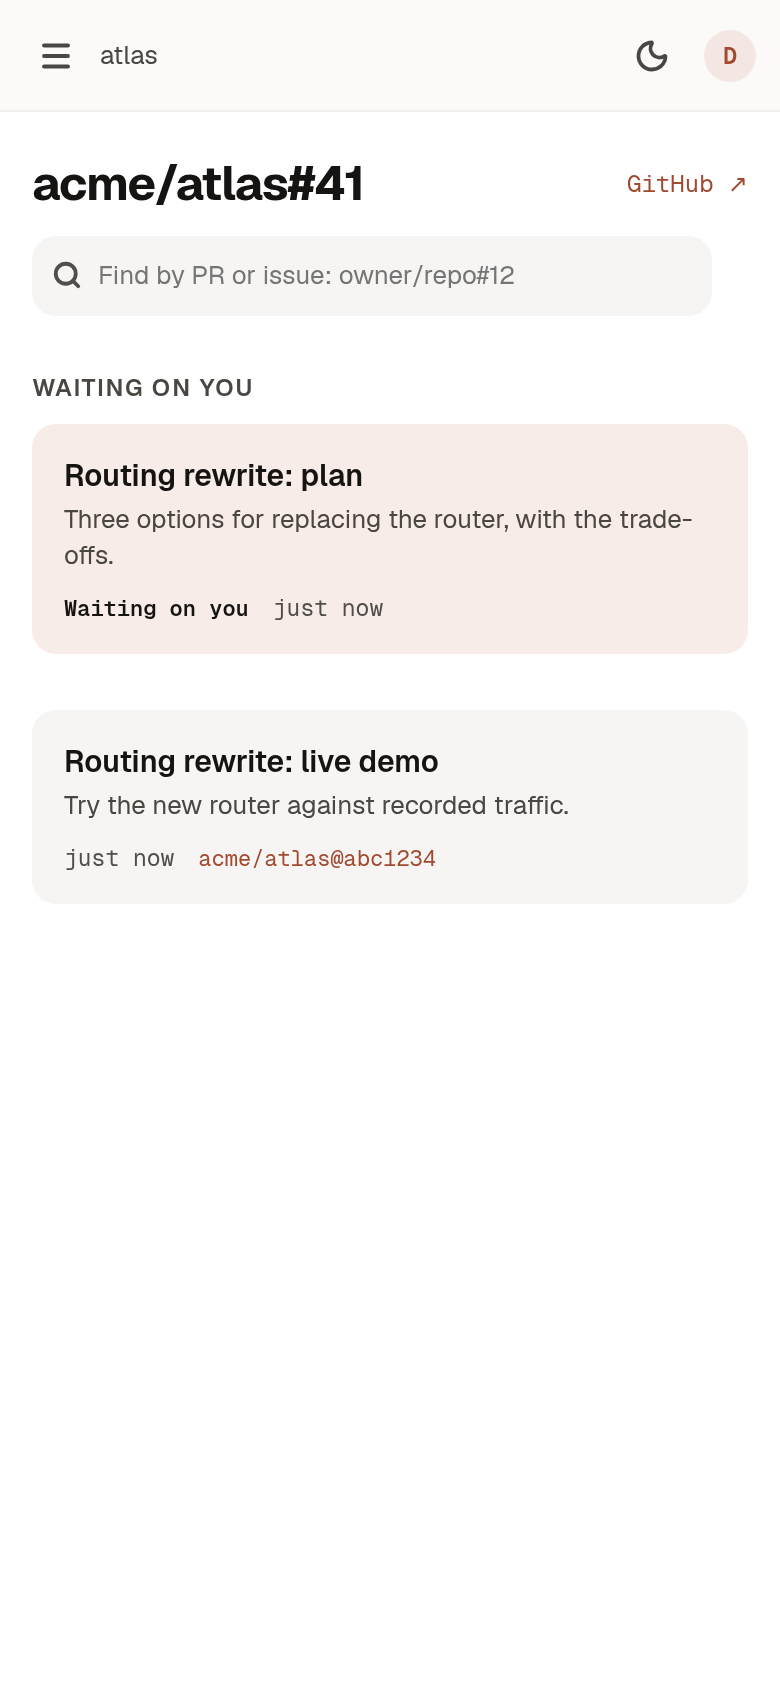 atlas
D
acme/atlas#41
GitHub ↗
Find by PR or issue: owner/repo#12
WAITING ON YOU
Routing rewrite: plan
Three options for replacing the router, with the trade-
offs.
Waiting on you just now
Routing rewrite: live demo
Try the new router against recorded traffic.
just now acme/atlas@abc1234